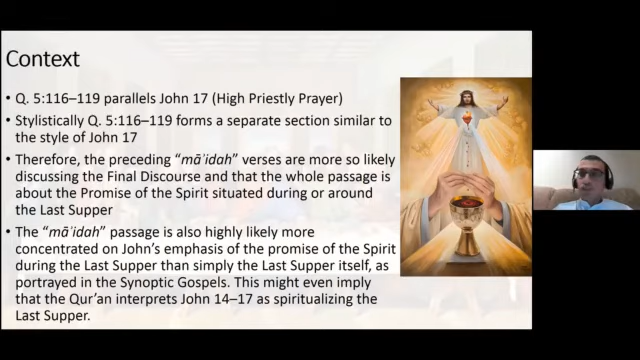 Context
• Q. 5:116–119 parallels John 17 (High Priestly Prayer)
• Stylistically Q. 5:116–119 forms a separate section similar to
the style of John 17
• Therefore, the preceding “māʾidah” verses are more so likely
discussing the Final Discourse and that the whole passage is
about the Promise of the Spirit situated during or around
the Last Supper
• The “māʾidah” passage is also highly likely more
concentrated on John’s emphasis of the promise of the Spirit
during the Last Supper than simply the Last Supper itself, as
portrayed in the Synoptic Gospels. This might even imply
that the Qur’an interprets John 14–17 as spiritualizing the
Last Supper.